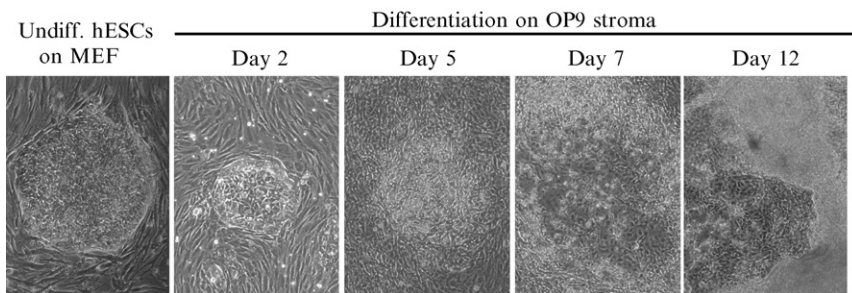 Undiff. hESCs
on MEF
Differentiation on OP9 stroma
Day 2
Day 5
Day 7
Day 12